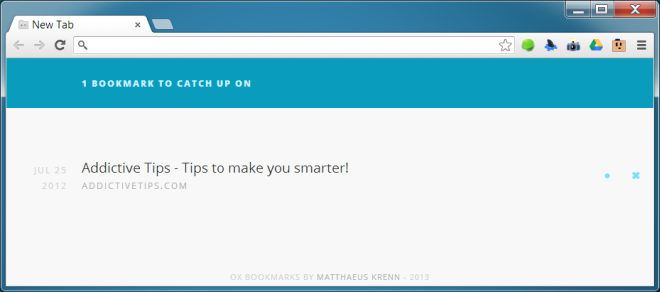 New Tab
1 BOOKMARK TO CATCH UP ON
JUL 25
2012
Addictive Tips - Tips to make you smarter!
ADDICTIVETIPS.COM
OX BOOKMARKS BY MATTHAEUS KRENN - 2013